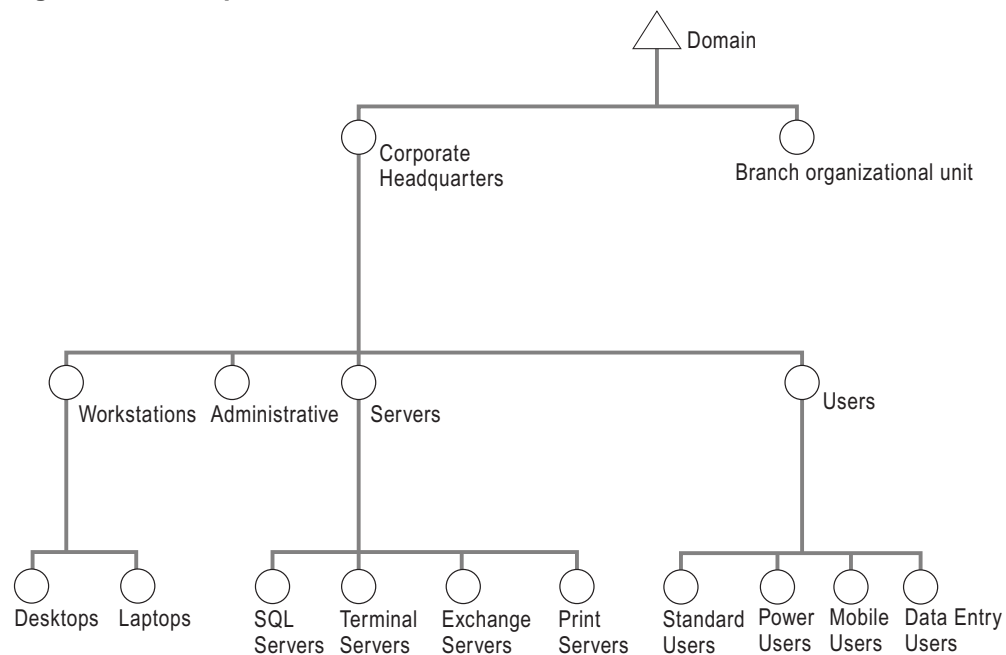 Domain
Corporate
Headquarters
Branch organizational unit
Workstations
Administrative
Servers
Users
Desktops
Laptops
SQL
Servers
Terminal
Servers
Exchange
Servers
Print
Servers
Standard
Users
Power
Users
Mobile
Users
Data Entry
Users